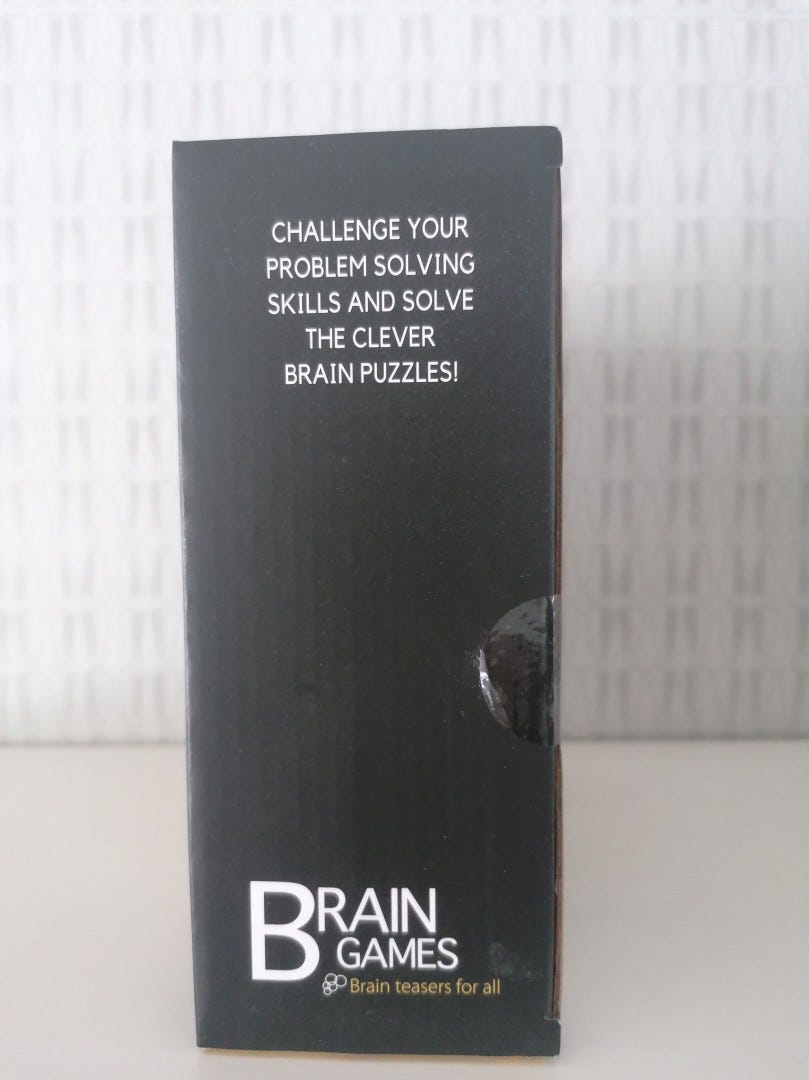 CHALLENGE YOUR
PROBLEM SOLVING
SKILLS AND SOLVE
THE CLEVER
BRAIN PUZZLES!
BRAIN
GAMES
Brain teasers for all